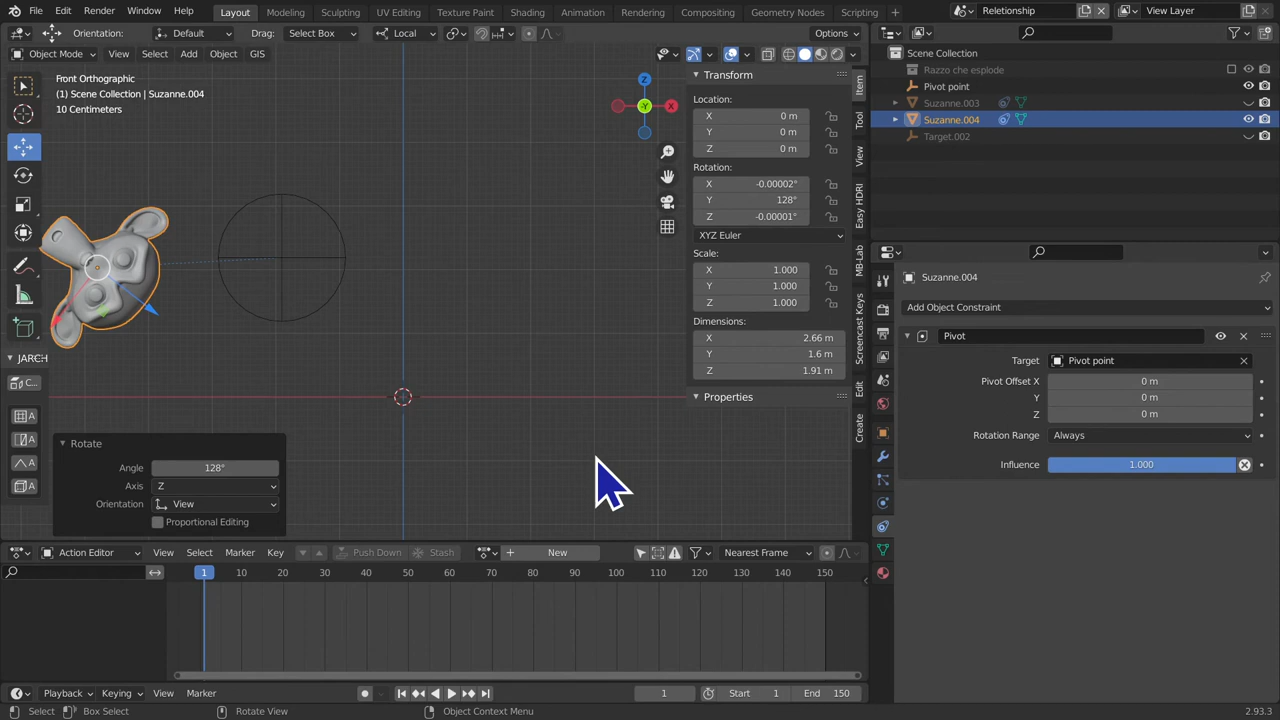 File Edit Render Window Help Layout Modeling Sculpting UV Editing Texture Paint Shading Animation Rendering Compositing Geometry Nodes Scripting + Relationship View Layer
Orientation: Default Drag: Select Box Local Options
Object Mode View Select Add Object GIS
Front Orthographic
(1) Scene Collection | Suzanne.004
10 Centimeters
Z
X
-Y
JARCH
C...
A
A
A
A
Rotate
Angle 128°
Axis Z
Orientation View
Proportional Editing
Transform
Location:
X 0 m
Y 0 m
Z 0 m
Rotation:
X -0.00002°
Y 128°
Z -0.00001°
XYZ Euler
Scale:
X 1.000
Y 1.000
Z 1.000
Dimensions:
X 2.66 m
Y 1.6 m
Z 1.91 m
Properties
Item
Tool
View
Easy HDRI
MB-Lab
Screencast Keys
Edit
Create
Scene Collection
Razzo che esplode
Pivot point
Suzanne.003
Suzanne.004
Target.002
Suzanne.004
Add Object Constraint
Pivot
Target Pivot point
Pivot Offset X 0 m
Y 0 m
Z 0 m
Rotation Range Always
Influence 1.000
Action Editor View Select Marker Key Push Down Stash + New Nearest Frame
1 10 20 30 40 50 60 70 80 90 100 110 120 130 140 150
Playback Keying View Marker 1 Start 1 End 150
Select Box Select Rotate View Object Context Menu 2.93.3